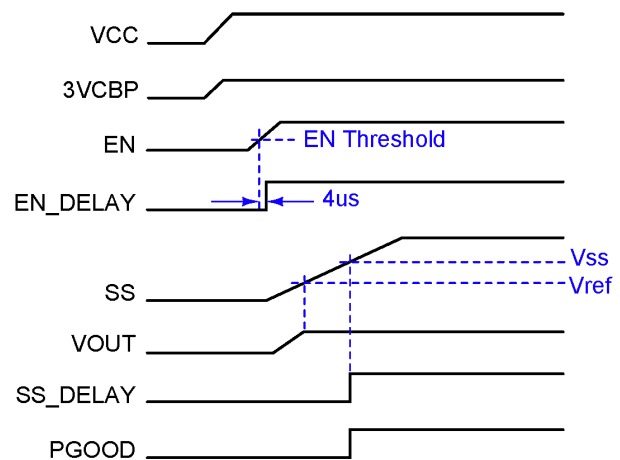 VCC
3VCBP
EN
EN Threshold
EN_DELAY
4us
Vss
SS
Vref
VOUT
SS_DELAY
PGOOD